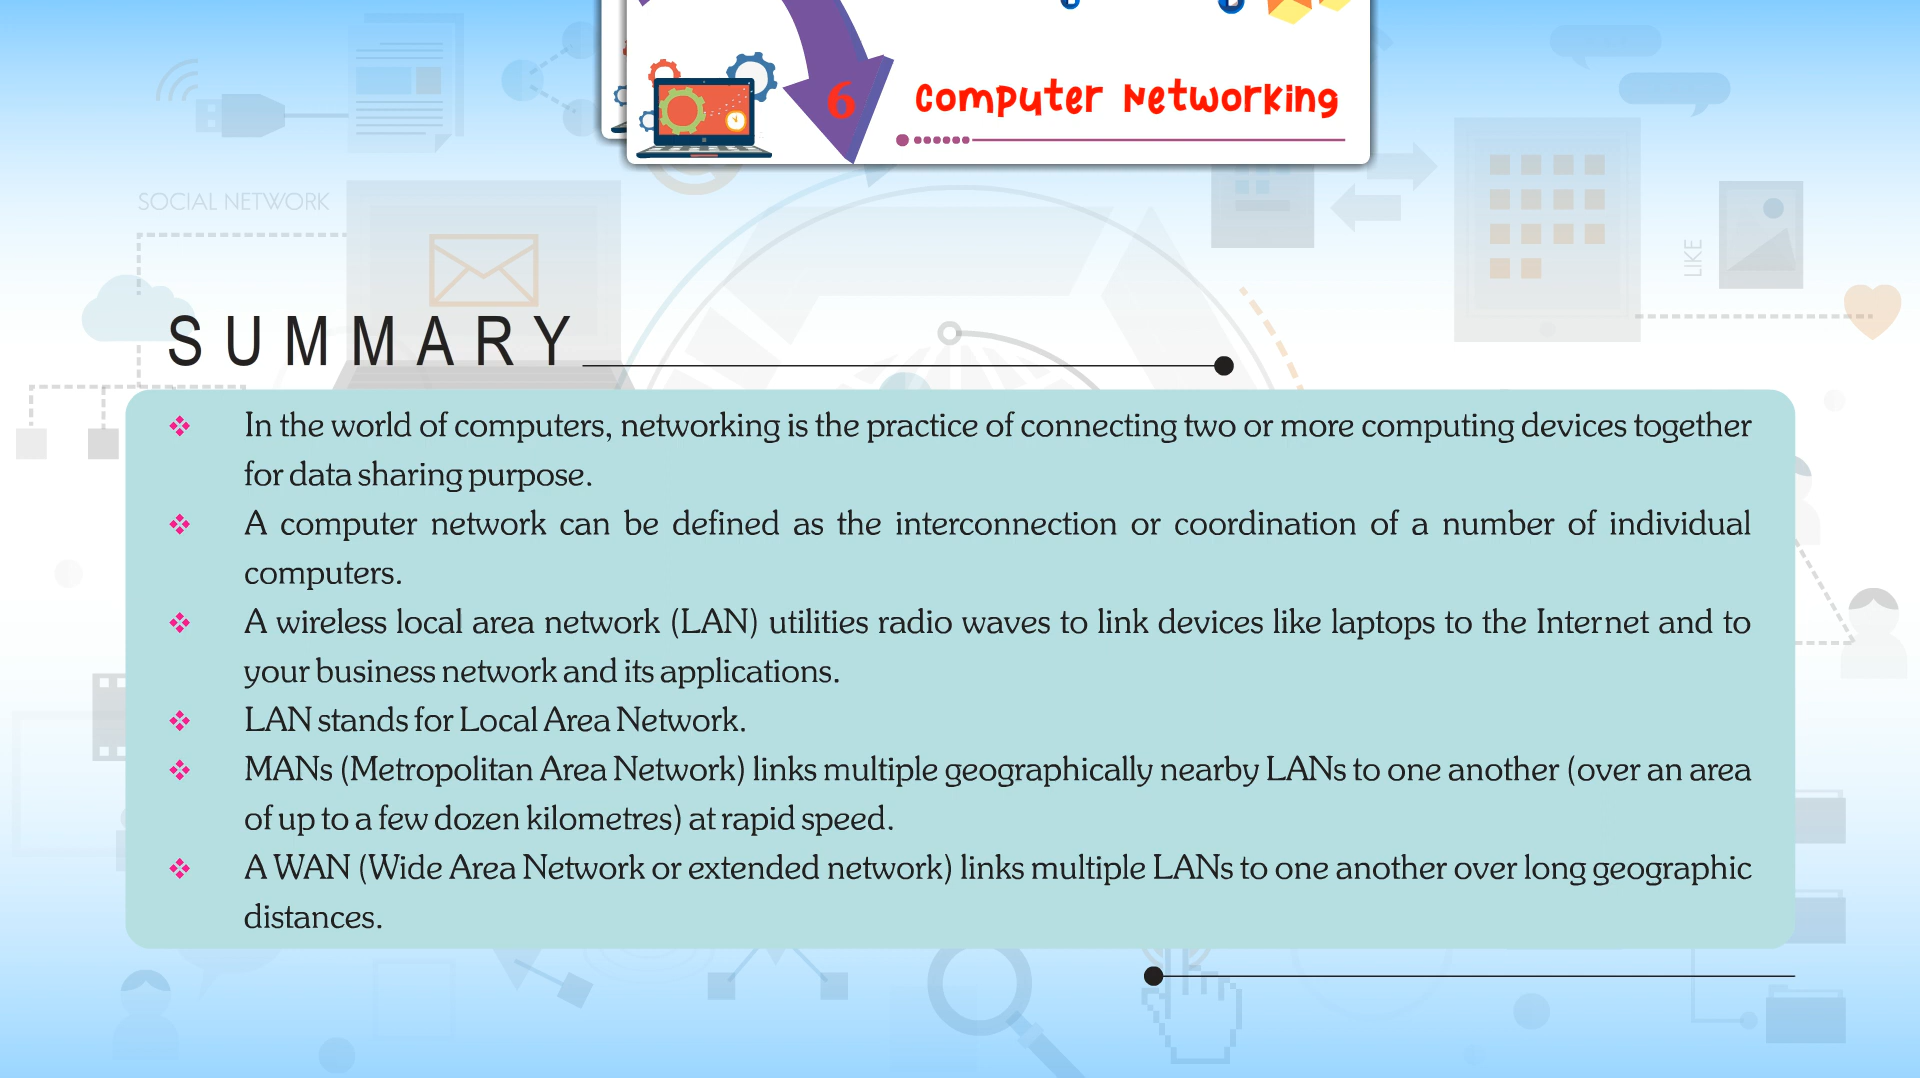 6 Computer Networking
SOCIAL NETWORK
LIKE
SUMMARY
❖ In the world of computers, networking is the practice of connecting two or more computing devices together
for data sharing purpose.
❖ A computer network can be defined as the interconnection or coordination of a number of individual
computers.
❖ A wireless local area network (LAN) utilities radio waves to link devices like laptops to the Internet and to
your business network and its applications.
❖ LAN stands for Local Area Network.
❖ MANs (Metropolitan Area Network) links multiple geographically nearby LANs to one another (over an area
of up to a few dozen kilometres) at rapid speed.
❖ A WAN (Wide Area Network or extended network) links multiple LANs to one another over long geographic
distances.